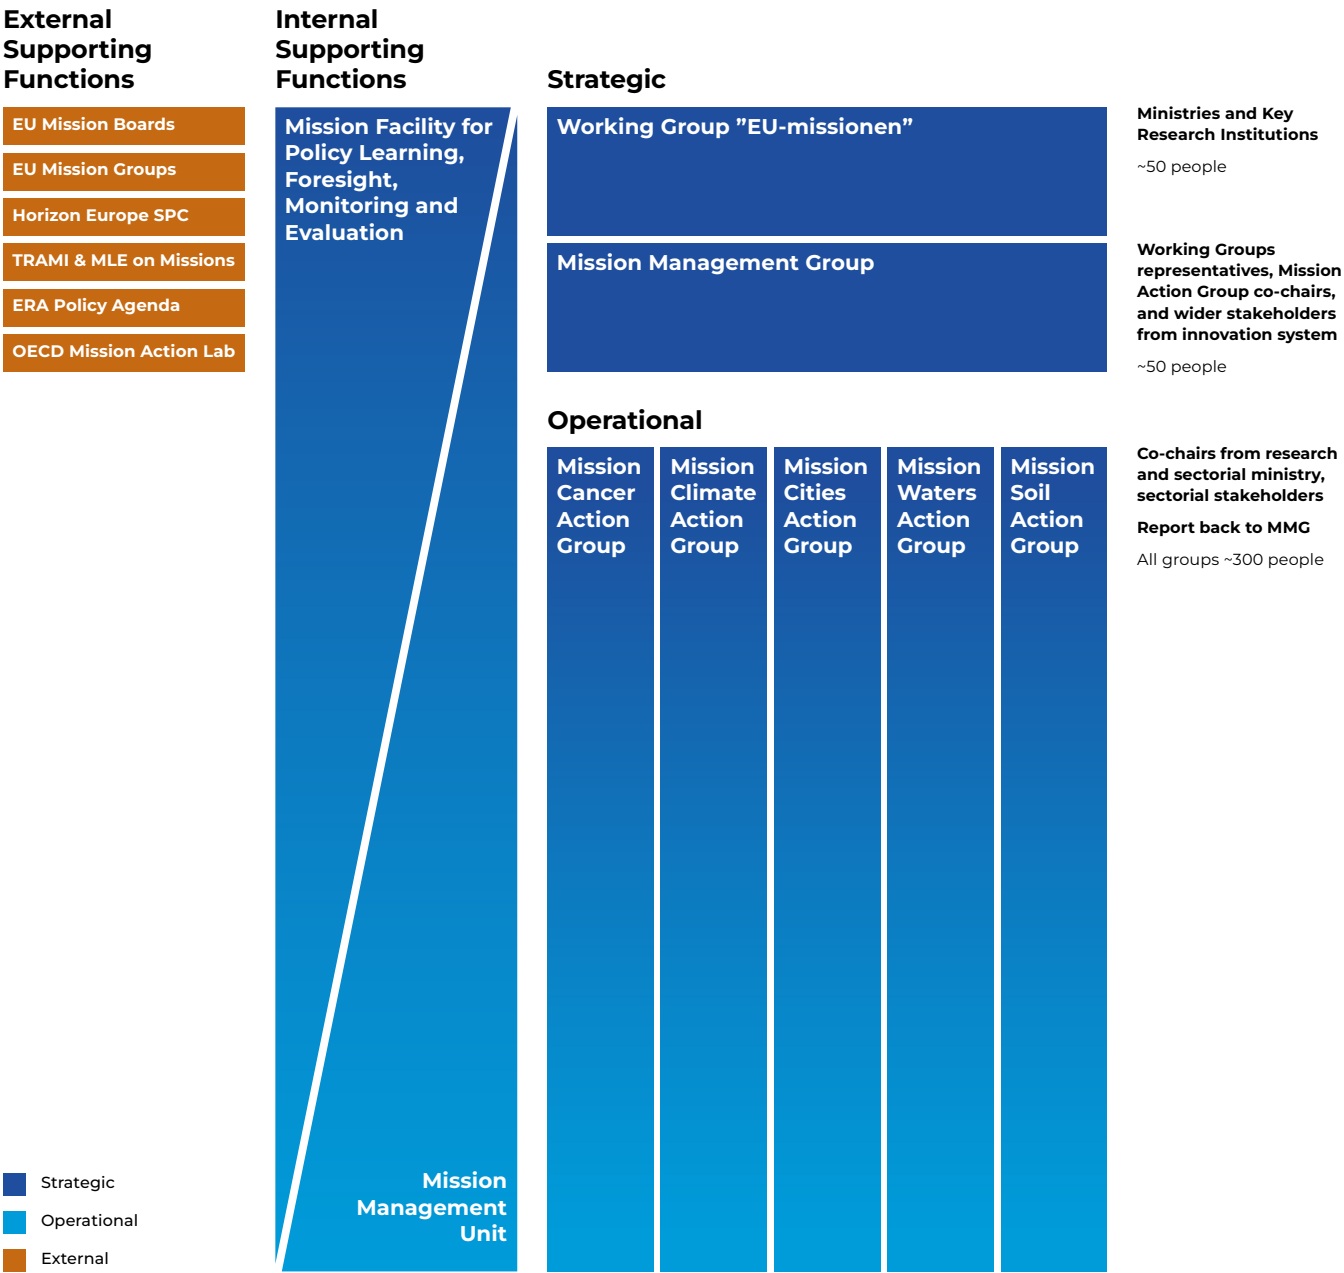 External
Supporting
Functions
EU Mission Boards
EU Mission Groups
Horizon Europe SPC
TRAMI & MLE on Missions
ERA Policy Agenda
OECD Mission Action Lab
Internal
Supporting
Functions
Mission Facility for
Policy Learning,
Foresight,
Monitoring and
Evaluation
Mission
Management
Unit
Strategic
Working Group ”EU-missionen”
Ministries and Key
Research Institutions
~50 people
Mission Management Group
Working Groups
representatives, Mission
Action Group co-chairs,
and wider stakeholders
from innovation system
~50 people
Operational
Mission
Cancer
Action
Group
Mission
Climate
Action
Group
Mission
Cities
Action
Group
Mission
Waters
Action
Group
Mission
Soil
Action
Group
Co-chairs from research
and sectorial ministry,
sectorial stakeholders
Report back to MMG
All groups ~300 people
Strategic
Operational
External